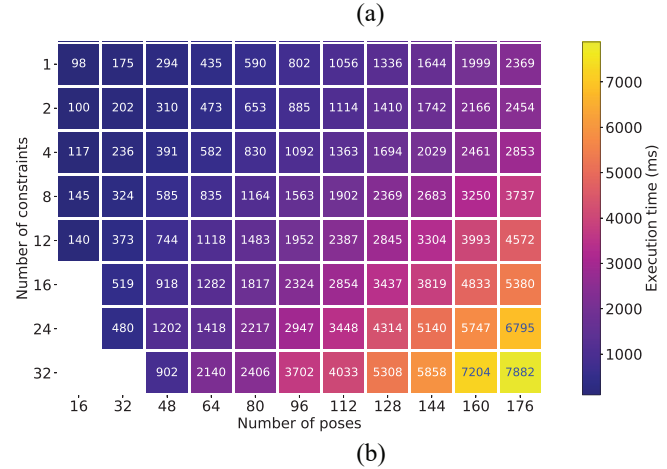 (a)
1 98 175 294 435 590 802 1056 1336 1644 1999 2369
2 100 202 310 473 653 885 1114 1410 1742 2166 2454
4 117 236 391 582 830 1092 1363 1694 2029 2461 2853
8 145 324 585 835 1164 1563 1902 2369 2683 3250 3737
12 140 373 744 1118 1483 1952 2387 2845 3304 3993 4572
16 519 918 1282 1817 2324 2854 3437 3819 4833 5380
24 480 1202 1418 2217 2947 3448 4314 5140 5747 6795
32 902 2140 2406 3702 4033 5308 5858 7204 7882
16 32 48 64 80 96 112 128 144 160 176
Number of poses
Number of constraints
7000
6000
5000
4000
3000
2000
1000
Execution time (ms)
(b)